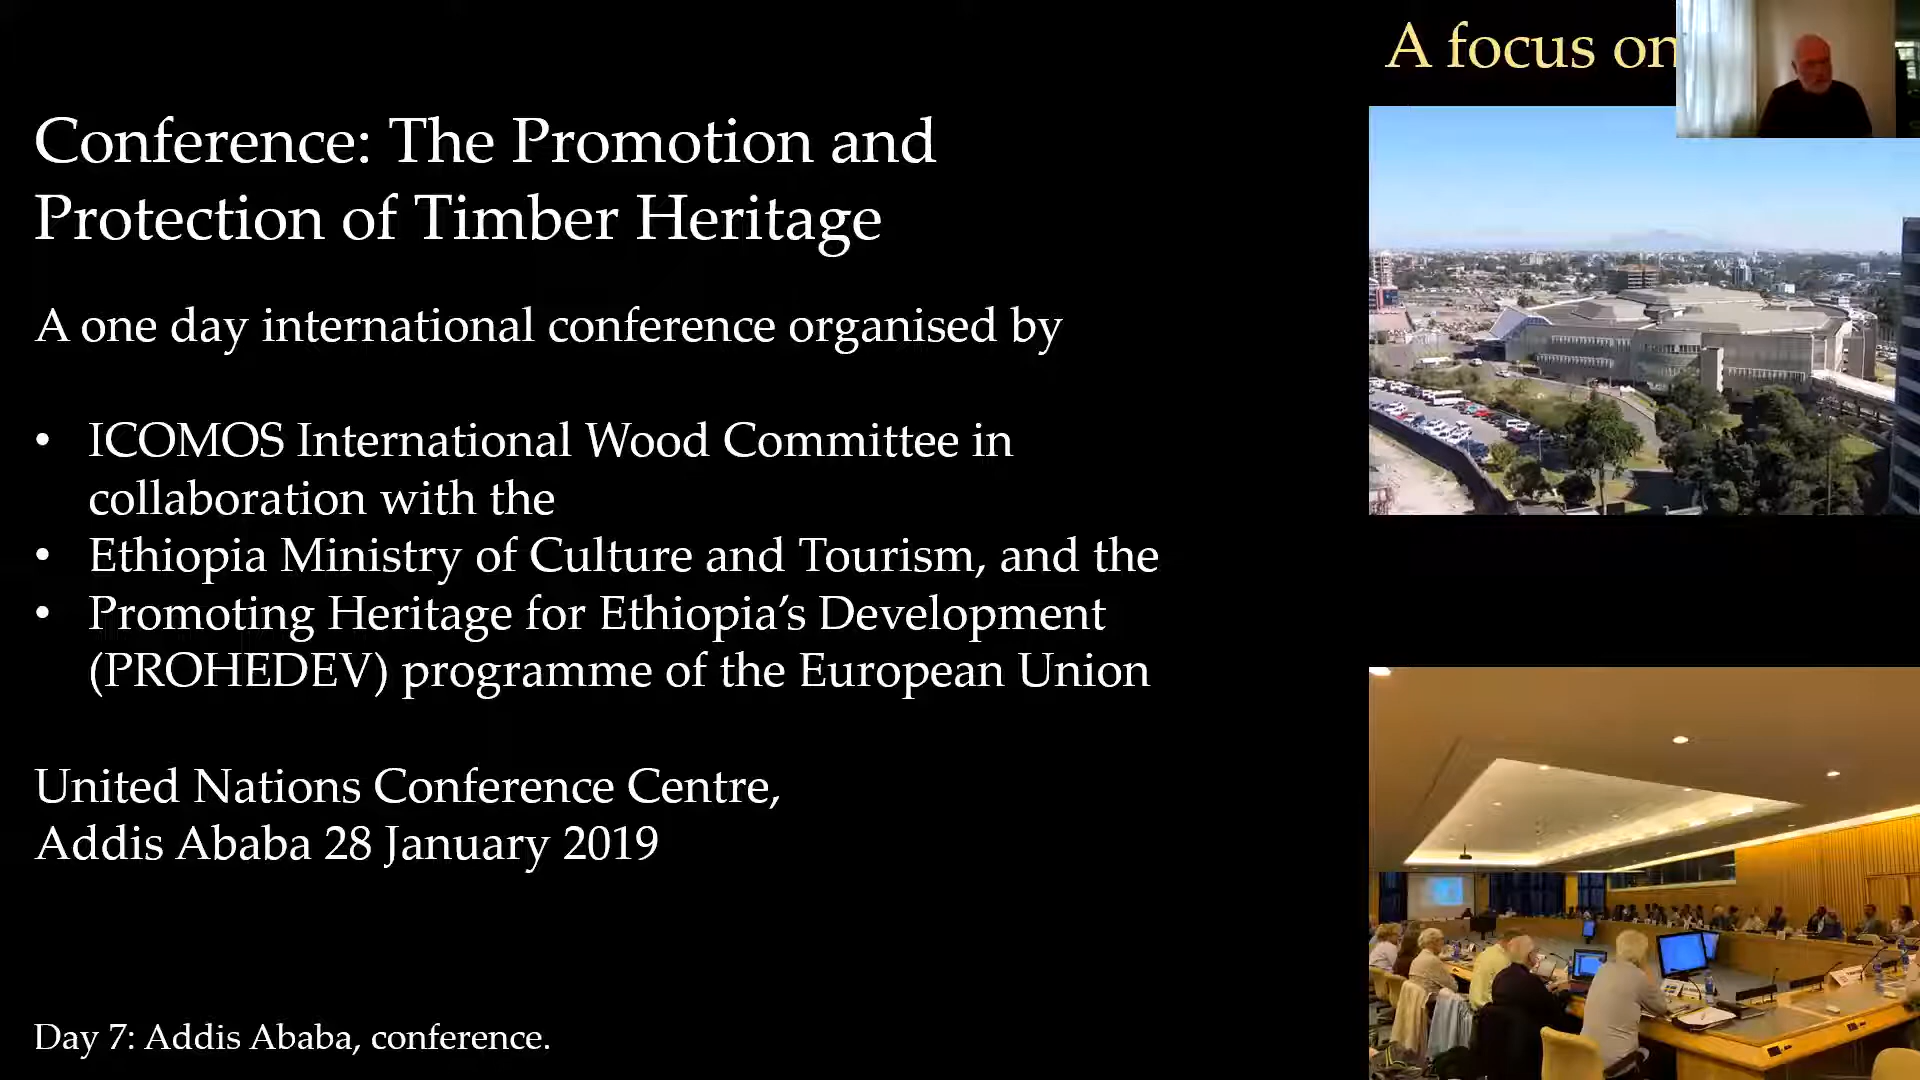 A focus on
Conference: The Promotion and
Protection of Timber Heritage
A one day international conference organised by
• ICOMOS International Wood Committee in
collaboration with the
• Ethiopia Ministry of Culture and Tourism, and the
• Promoting Heritage for Ethiopia’s Development
(PROHEDEV) programme of the European Union
United Nations Conference Centre,
Addis Ababa 28 January 2019
Day 7: Addis Ababa, conference.